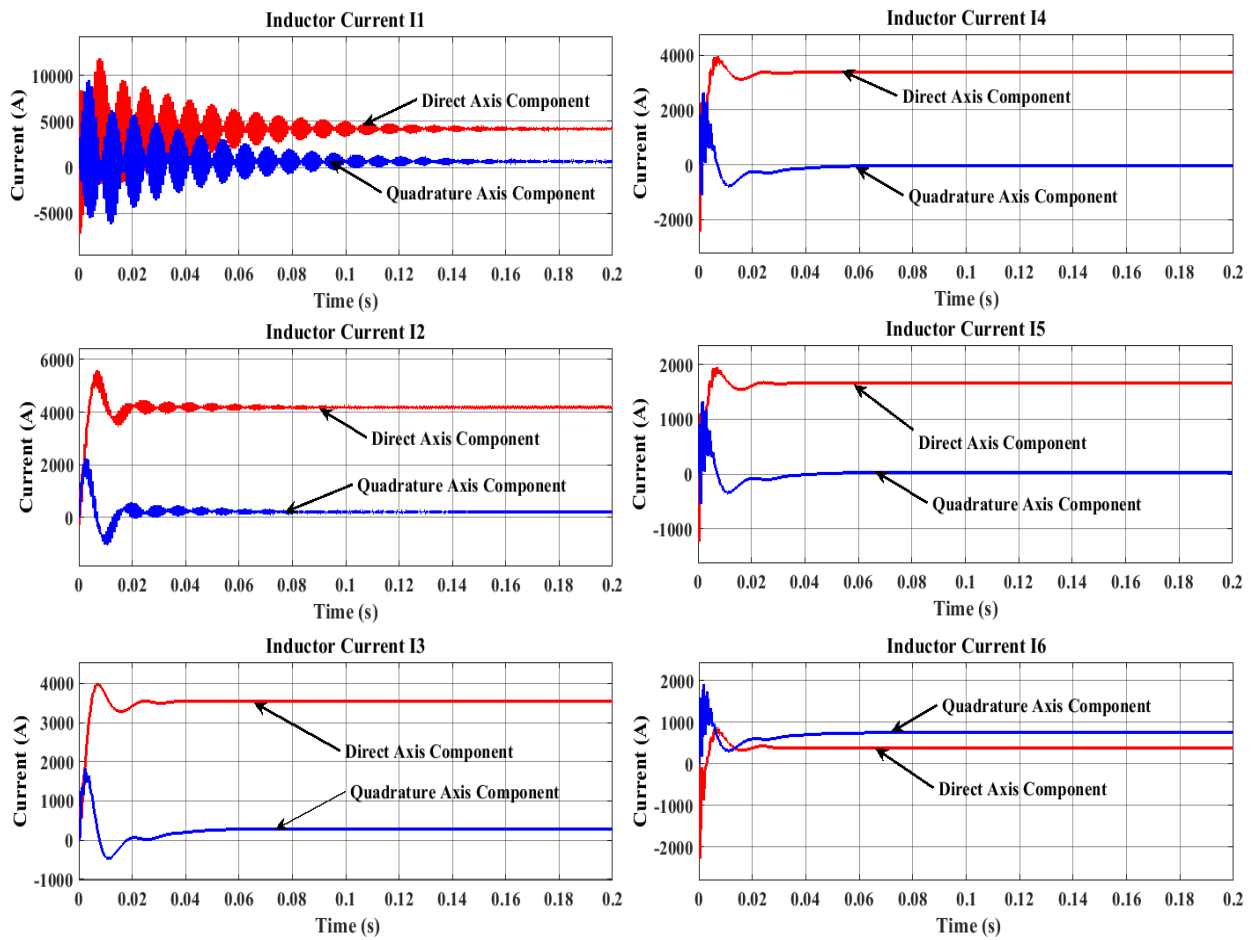 Inductor Current I1
Current (A)
10000
5000
0
-5000
Direct Axis Component
Quadrature Axis Component
0 0.02 0.04 0.06 0.08 0.1 0.12 0.14 0.16 0.18 0.2
Time (s)
Inductor Current I2
Current (A)
6000
4000
2000
0
Direct Axis Component
Quadrature Axis Component
0 0.02 0.04 0.06 0.08 0.1 0.12 0.14 0.16 0.18 0.2
Time (s)
Inductor Current I3
Current (A)
4000
3000
2000
1000
0
-1000
Direct Axis Component
Quadrature Axis Component
0 0.02 0.04 0.06 0.08 0.1 0.12 0.14 0.16 0.18 0.2
Time (s)
Inductor Current I4
Current (A)
4000
2000
0
-2000
Direct Axis Component
Quadrature Axis Component
0 0.02 0.04 0.06 0.08 0.1 0.12 0.14 0.16 0.18 0.2
Time (s)
Inductor Current I5
Current (A)
2000
1000
0
-1000
Direct Axis Component
Quadrature Axis Component
0 0.02 0.04 0.06 0.08 0.1 0.12 0.14 0.16 0.18 0.2
Time (s)
Inductor Current I6
Current (A)
2000
1000
0
-1000
-2000
Quadrature Axis Component
Direct Axis Component
0 0.02 0.04 0.06 0.08 0.1 0.12 0.14 0.16 0.18 0.2
Time (s)